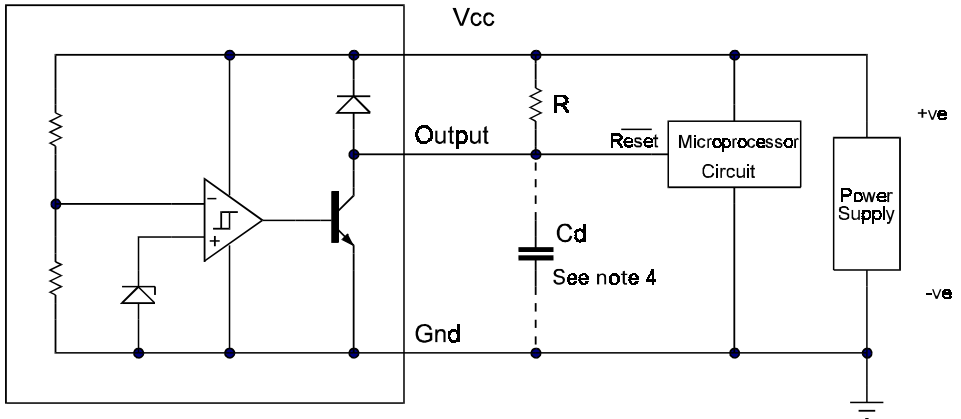 Vcc
+ve
R
Output
Reset
Microprocessor
Circuit
Power
Supply
−
+
Cd
See note 4
-ve
Gnd